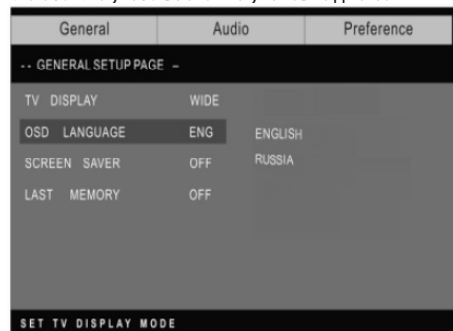 General Audio Preference
-- GENERAL SETUP PAGE –
TV DISPLAY WIDE
OSD LANGUAGE ENG ENGLISH
SCREEN SAVER OFF RUSSIA
LAST MEMORY OFF
SET TV DISPLAY MODE